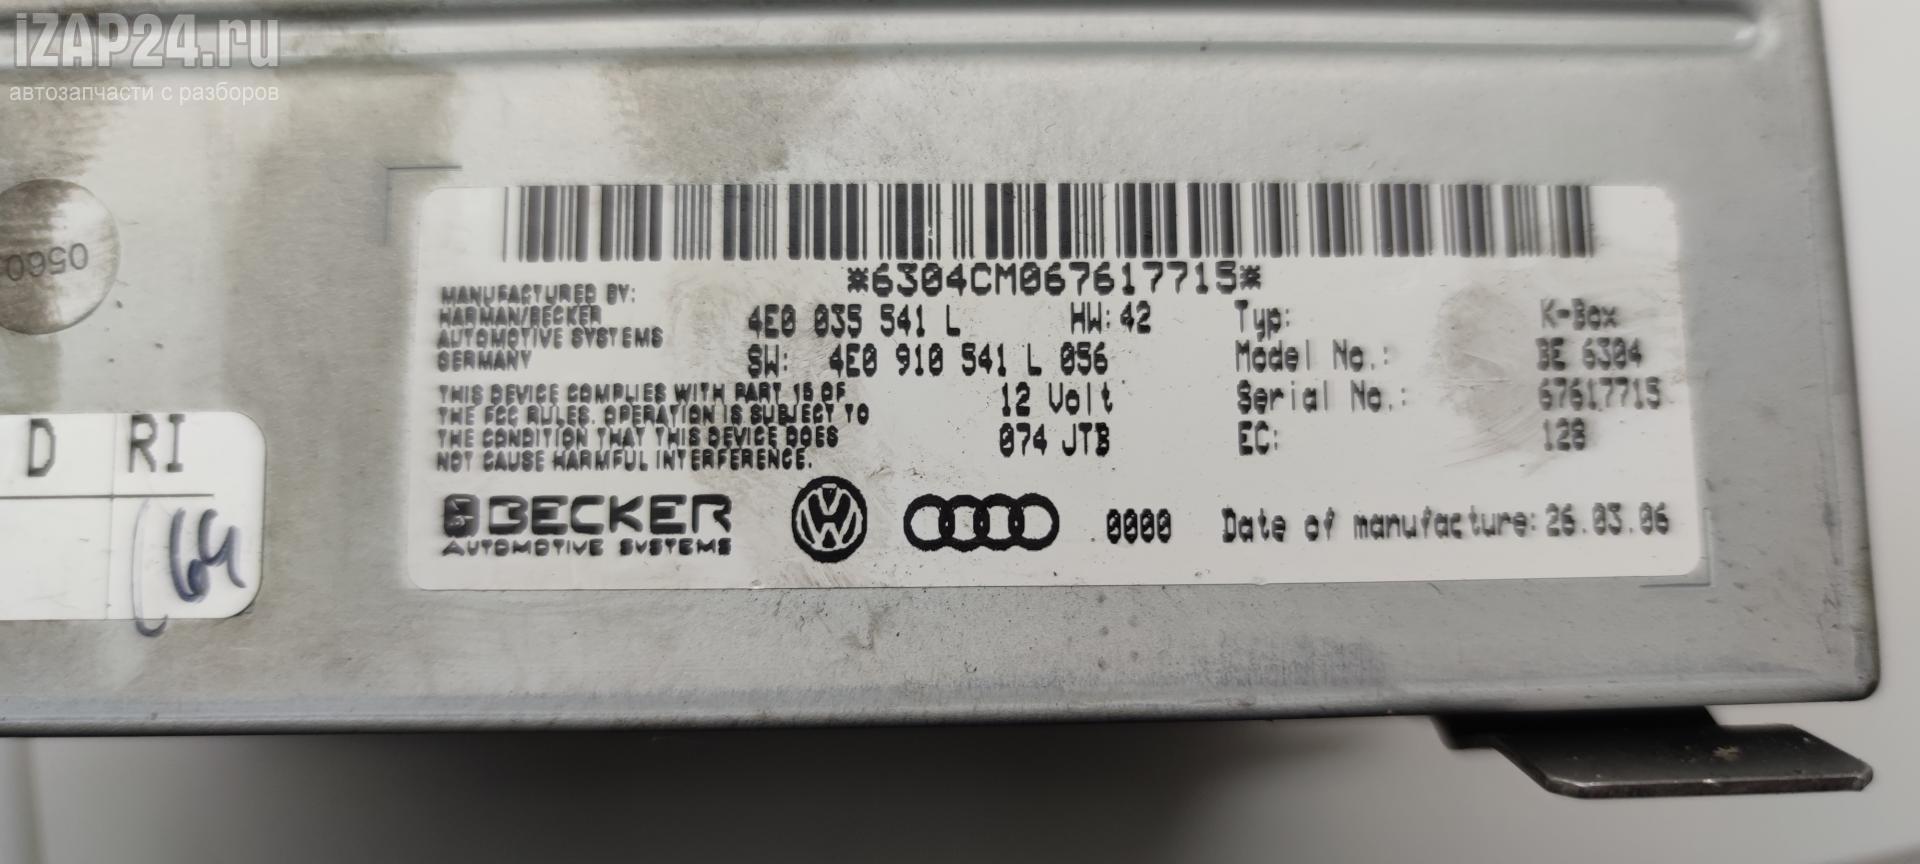 iZAP24.ru
автозапчасти с разборов
0560
D RI
64
*6304CM067617715*
MANUFACTURED BY:
HARMAN/BECKER
AUTOMOTIVE SYSTEMS
GERMANY
4E0 035 541 L HW: 42
SW: 4E0 910 541 L 056
12 Volt
074 JTB
Typ: K-Box
Model No.: BE 6304
Serial No.: 67617715
EC: 128
THIS DEVICE COMPLIES WITH PART 15 OF
THE FCC RULES. OPERATION IS SUBJECT TO
THE CONDITION THAT THIS DEVICE DOES
NOT CAUSE HARMFUL INTERFERENCE.
BECKER
AUTOMOTIVE SYSTEMS
VW
.0000
Date of manufacture: 26.03.06